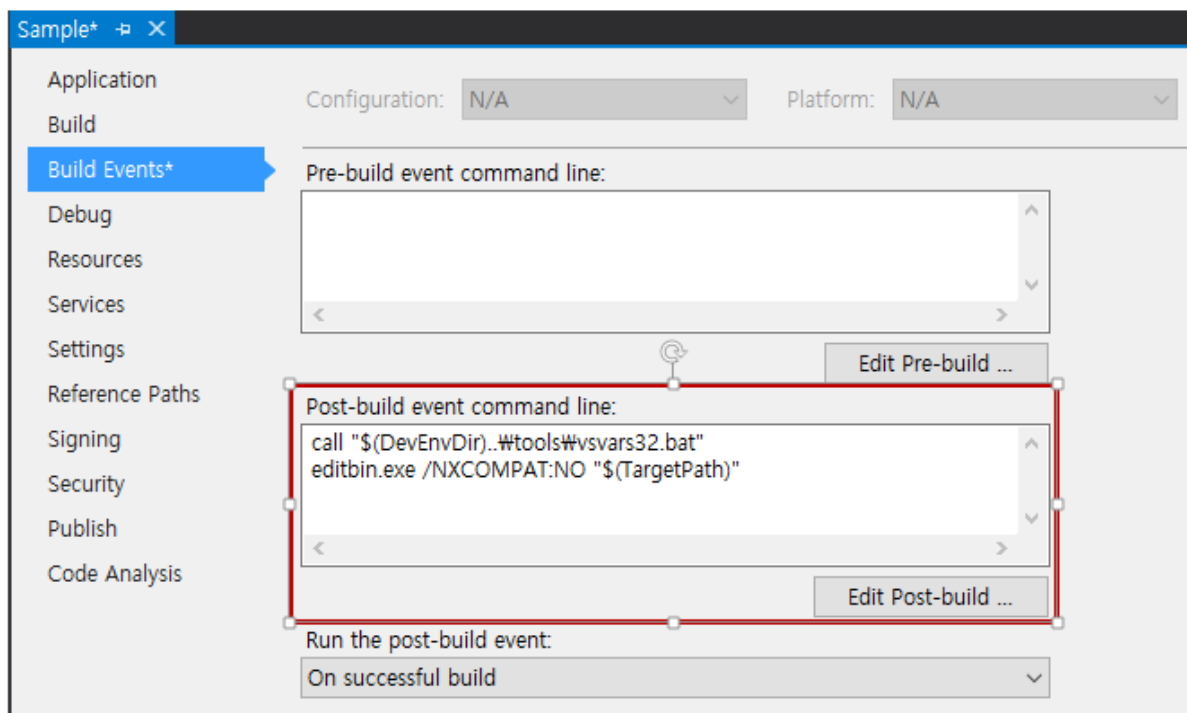 Sample*
Application
Build
Build Events*
Debug
Resources
Services
Settings
Reference Paths
Signing
Security
Publish
Code Analysis
Configuration: N/A Platform: N/A
Pre-build event command line:
Edit Pre-build ...
Post-build event command line:
call "$(DevEnvDir)..₩tools₩vsvars32.bat"
editbin.exe /NXCOMPAT:NO "$(TargetPath)"
Edit Post-build ...
Run the post-build event:
On successful build